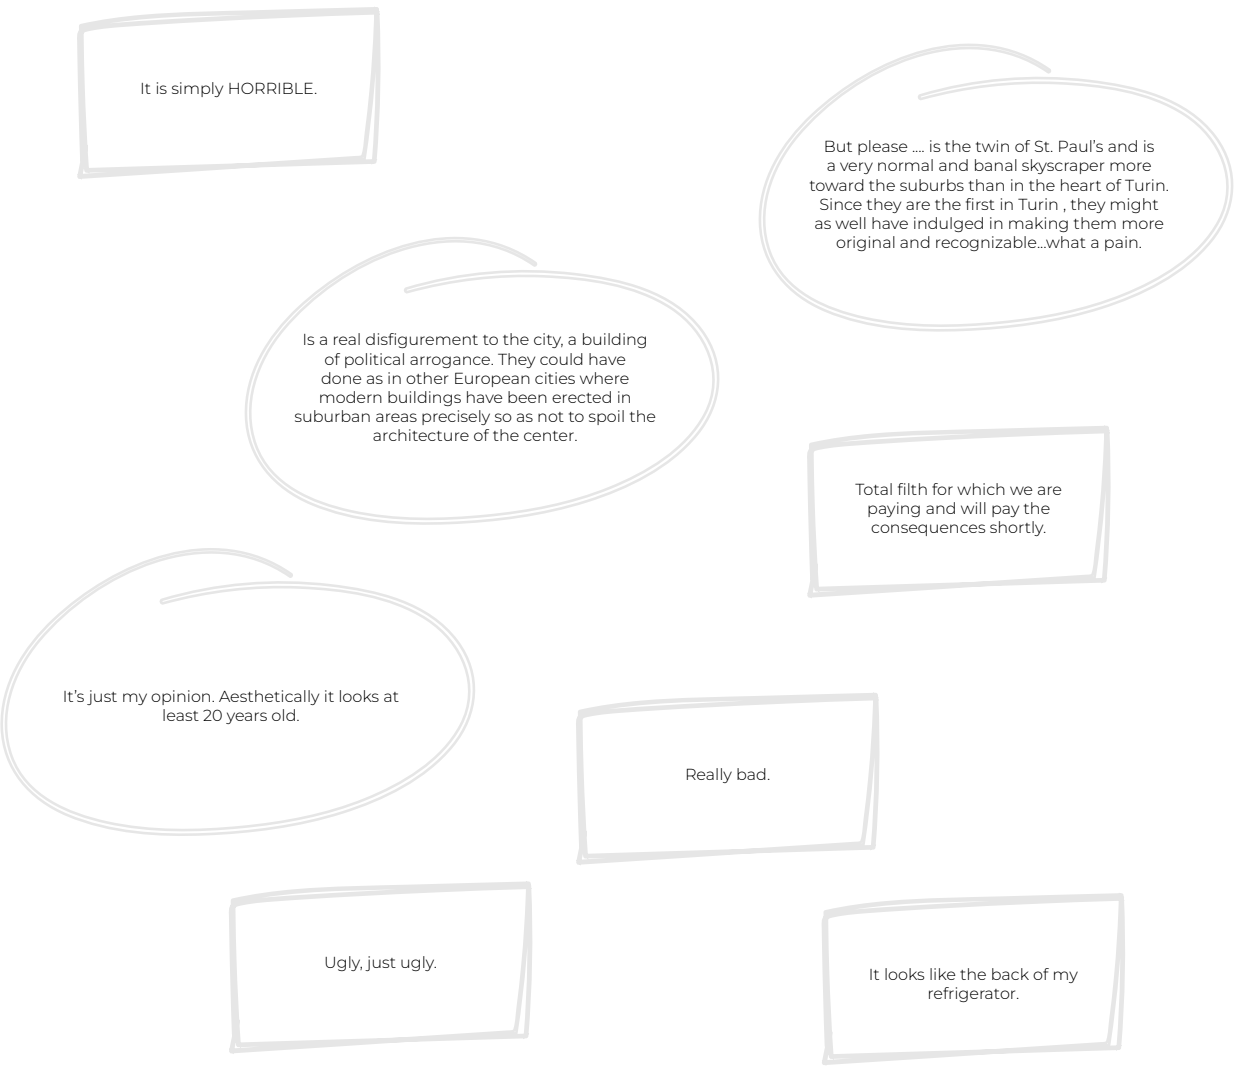 It is simply HORRIBLE.
But please .... is the twin of St. Paul's and is
a very normal and banal skyscraper more
toward the suburbs than in the heart of Turin.
Since they are the first in Turin , they might
as well have indulged in making them more
original and recognizable...what a pain.
Is a real disfigurement to the city, a building
of political arrogance. They could have
done as in other European cities where
modern buildings have been erected in
suburban areas precisely so as not to spoil the
architecture of the center.
Total filth for which we are
paying and will pay the
consequences shortly.
It's just my opinion. Aesthetically it looks at
least 20 years old.
Really bad.
Ugly, just ugly.
It looks like the back of my
refrigerator.